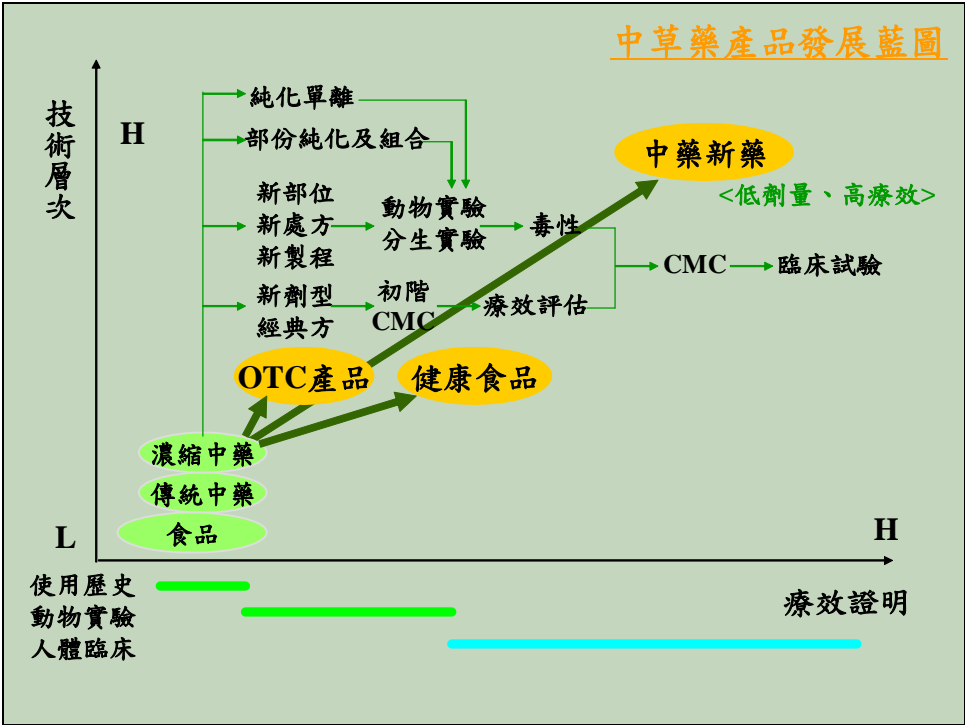 中草藥產品發展藍圖
技術層次
H
純化單離
部份純化及組合
新部位
新處方
新製程
動物實驗
分生實驗
毒性
中藥新藥
<低劑量、高療效>
CMC
臨床試驗
新劑型
經典方
初階
CMC
療效評估
OTC產品
健康食品
濃縮中藥
傳統中藥
食品
L
H
使用歷史
動物實驗
人體臨床
療效證明